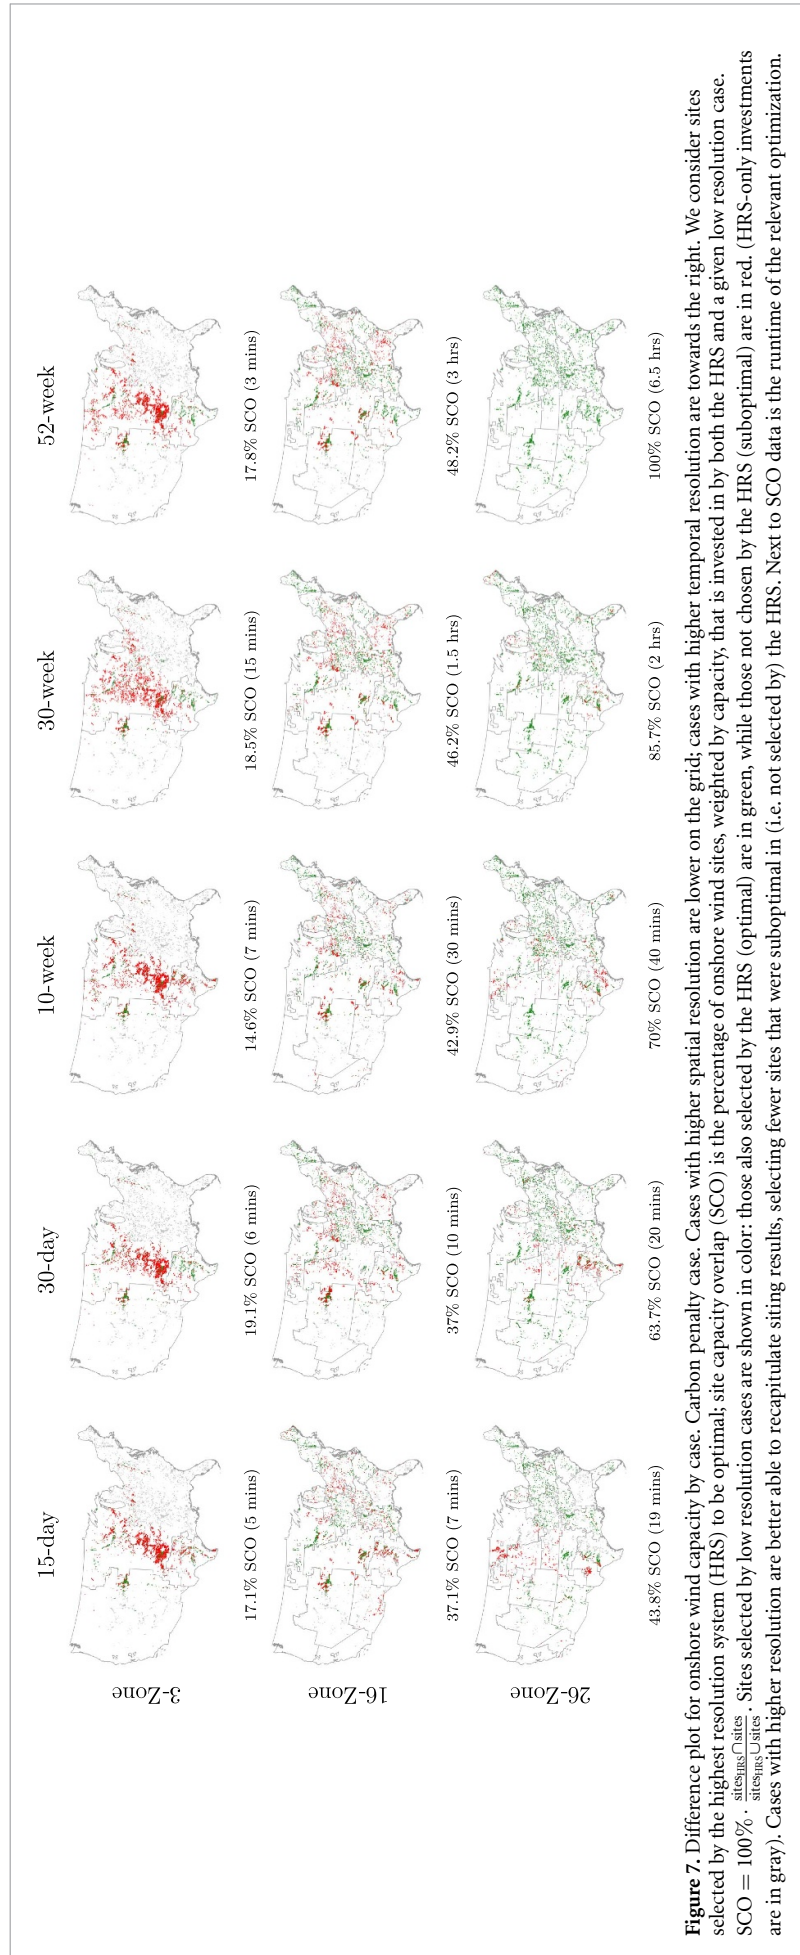 15-day 30-day 10-week 30-week 52-week
3-Zone
17.1% SCO (5 mins) 19.1% SCO (6 mins) 14.6% SCO (7 mins) 18.5% SCO (15 mins) 17.8% SCO (3 mins)
16-Zone
37.1% SCO (7 mins) 37% SCO (10 mins) 42.9% SCO (30 mins) 46.2% SCO (1.5 hrs) 48.2% SCO (3 hrs)
26-Zone
43.8% SCO (19 mins) 63.7% SCO (20 mins) 70% SCO (40 mins) 85.7% SCO (2 hrs) 100% SCO (6.5 hrs)
Figure 7. Difference plot for onshore wind capacity by case. Carbon penalty case. Cases with higher spatial resolution are lower on the grid; cases with higher temporal resolution are towards the right. We consider sites
selected by the highest resolution system (HRS) to be optimal; site capacity overlap (SCO) is the percentage of onshore wind sites, weighted by capacity, that is invested in by both the HRS and a given low resolution case.
SCO = 100% · sitesHRS∩sites / sitesHRS∪sites. Sites selected by low resolution cases are shown in color: those also selected by the HRS (optimal) are in green, while those not chosen by the HRS (suboptimal) are in red. (HRS-only investments
are in gray). Cases with higher resolution are better able to recapitulate siting results, selecting fewer sites that were suboptimal in (i.e. not selected by) the HRS. Next to SCO data is the runtime of the relevant optimization.